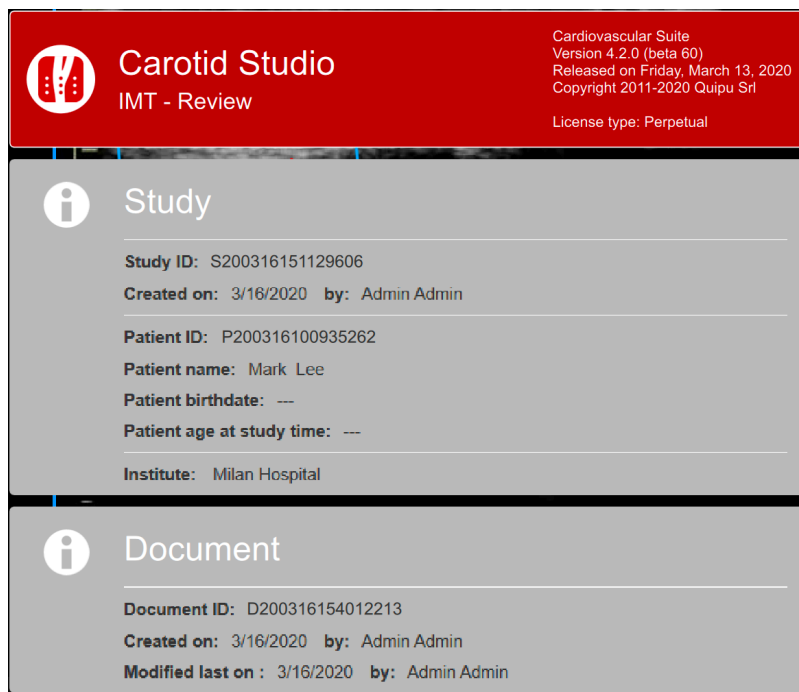 Carotid Studio
IMT - Review
Cardiovascular Suite
Version 4.2.0 (beta 60)
Released on Friday, March 13, 2020
Copyright 2011-2020 Quipu Srl
License type: Perpetual
Study
Study ID: S200316151129606
Created on: 3/16/2020 by: Admin Admin
Patient ID: P200316100935262
Patient name: Mark Lee
Patient birthdate: ---
Patient age at study time: ---
Institute: Milan Hospital
Document
Document ID: D200316154012213
Created on: 3/16/2020 by: Admin Admin
Modified last on : 3/16/2020 by: Admin Admin